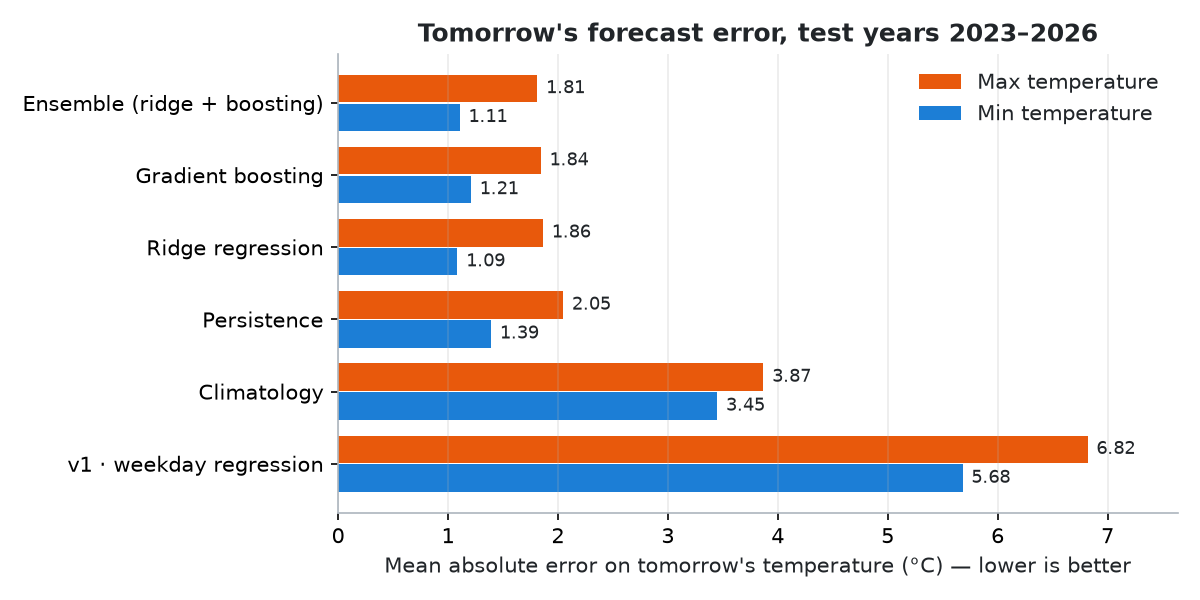 Tomorrow's forecast error, test years 2023–2026
Max temperature
Min temperature
Ensemble (ridge + boosting)
1.81
1.11
Gradient boosting
1.84
1.21
Ridge regression
1.86
1.09
Persistence
2.05
1.39
Climatology
3.87
3.45
v1 · weekday regression
6.82
5.68
0 1 2 3 4 5 6 7
Mean absolute error on tomorrow's temperature (°C) — lower is better